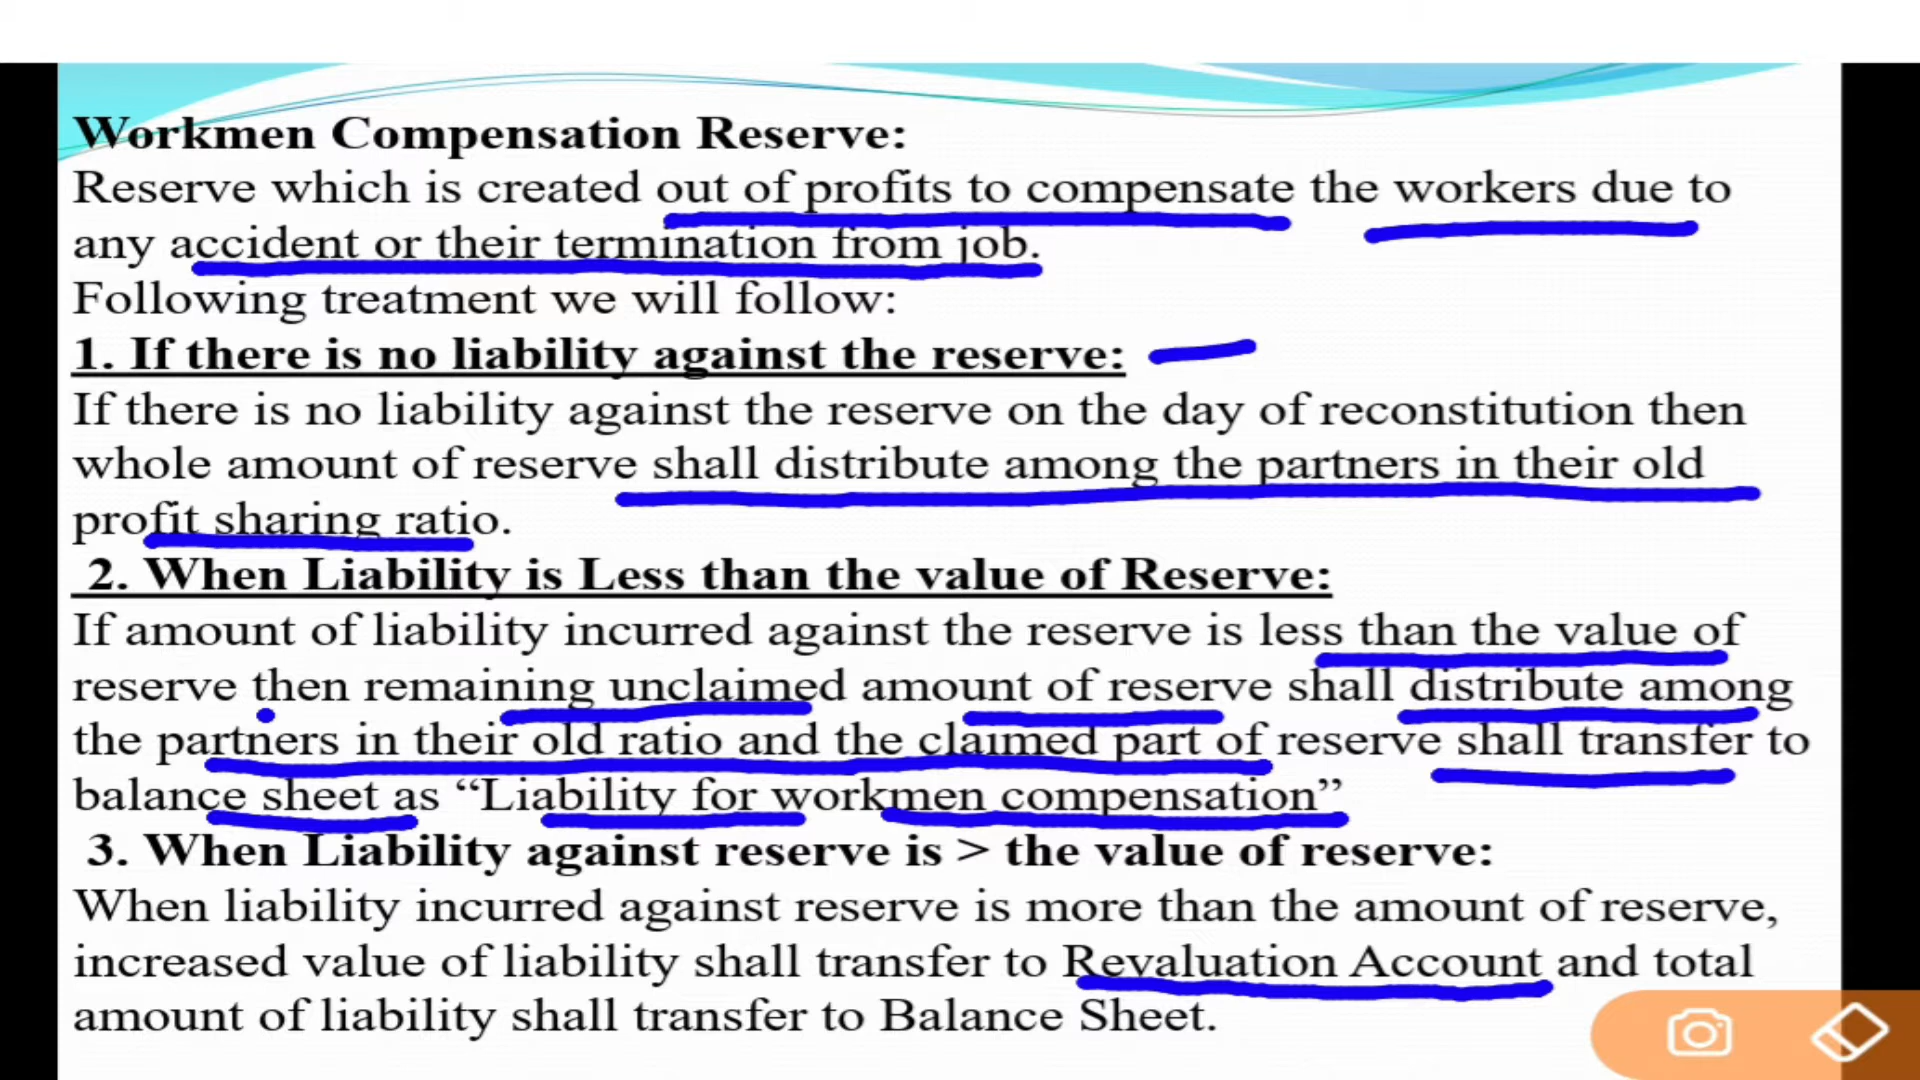 Workmen Compensation Reserve:
Reserve which is created out of profits to compensate the workers due to
any accident or their termination from job.
Following treatment we will follow:
1. If there is no liability against the reserve:
If there is no liability against the reserve on the day of reconstitution then
whole amount of reserve shall distribute among the partners in their old
profit sharing ratio.
2. When Liability is Less than the value of Reserve:
If amount of liability incurred against the reserve is less than the value of
reserve then remaining unclaimed amount of reserve shall distribute among
the partners in their old ratio and the claimed part of reserve shall transfer to
balance sheet as “Liability for workmen compensation”
3. When Liability against reserve is > the value of reserve:
When liability incurred against reserve is more than the amount of reserve,
increased value of liability shall transfer to Revaluation Account and total
amount of liability shall transfer to Balance Sheet.